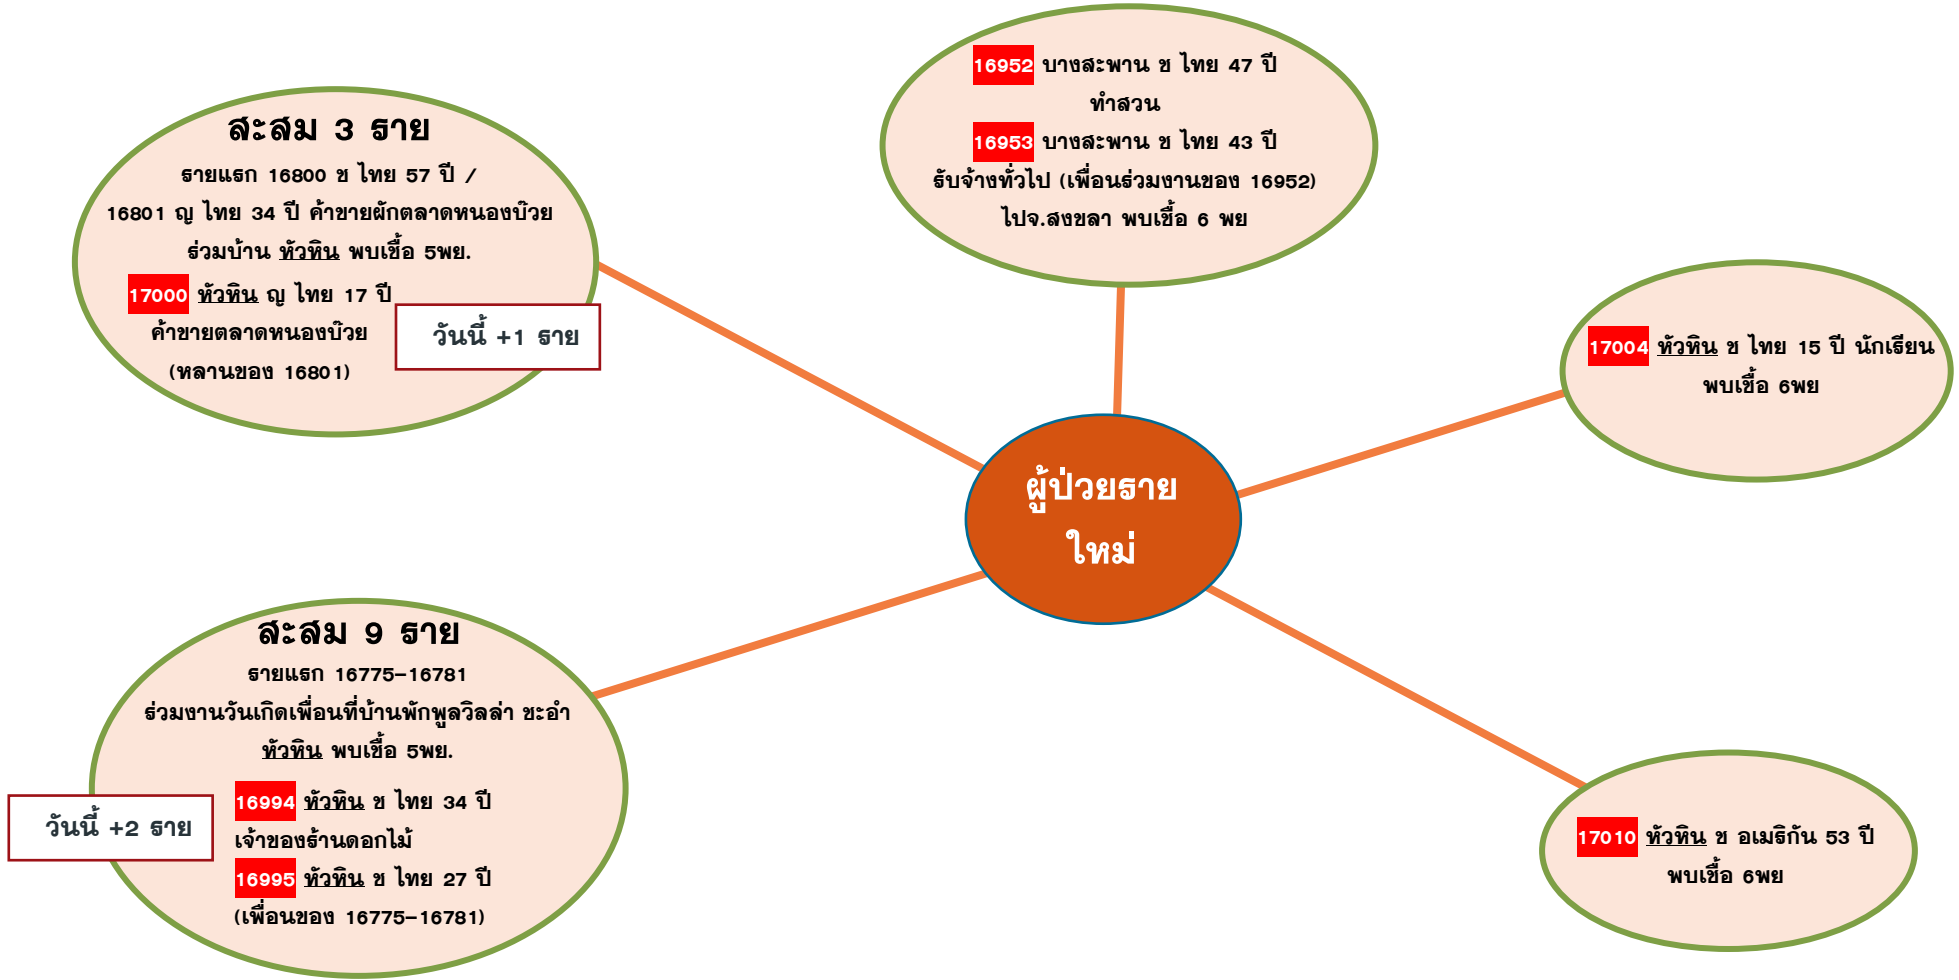 สะสม 3 ราย
รายแรก 16800 ช ไทย 57 ปี /
16801 ญ ไทย 34 ปี ค้าขายผักตลาดหนองบ๊วย
ร่วมบ้าน หัวหิน พบเชื้อ 5พย.
17000 หัวหิน ญ ไทย 17 ปี
ค้าขายตลาดหนองบ๊วย
(หลานของ 16801)
วันนี้ +1 ราย
16952 บางสะพาน ช ไทย 47 ปี
ทำสวน
16953 บางสะพาน ช ไทย 43 ปี
รับจ้างทั่วไป (เพื่อนร่วมงานของ 16952)
ไปจ.สงขลา พบเชื้อ 6 พย
17004 หัวหิน ช ไทย 15 ปี นักเรียน
พบเชื้อ 6พย
ผู้ป่วยราย
ใหม่
สะสม 9 ราย
รายแรก 16775-16781
ร่วมงานวันเกิดเพื่อนที่บ้านพักพูลวิลล่า ชะอำ
หัวหิน พบเชื้อ 5พย.
16994 หัวหิน ช ไทย 34 ปี
เจ้าของร้านดอกไม้
16995 หัวหิน ช ไทย 27 ปี
(เพื่อนของ 16775-16781)
วันนี้ +2 ราย
17010 หัวหิน ช อเมริกัน 53 ปี
พบเชื้อ 6พย